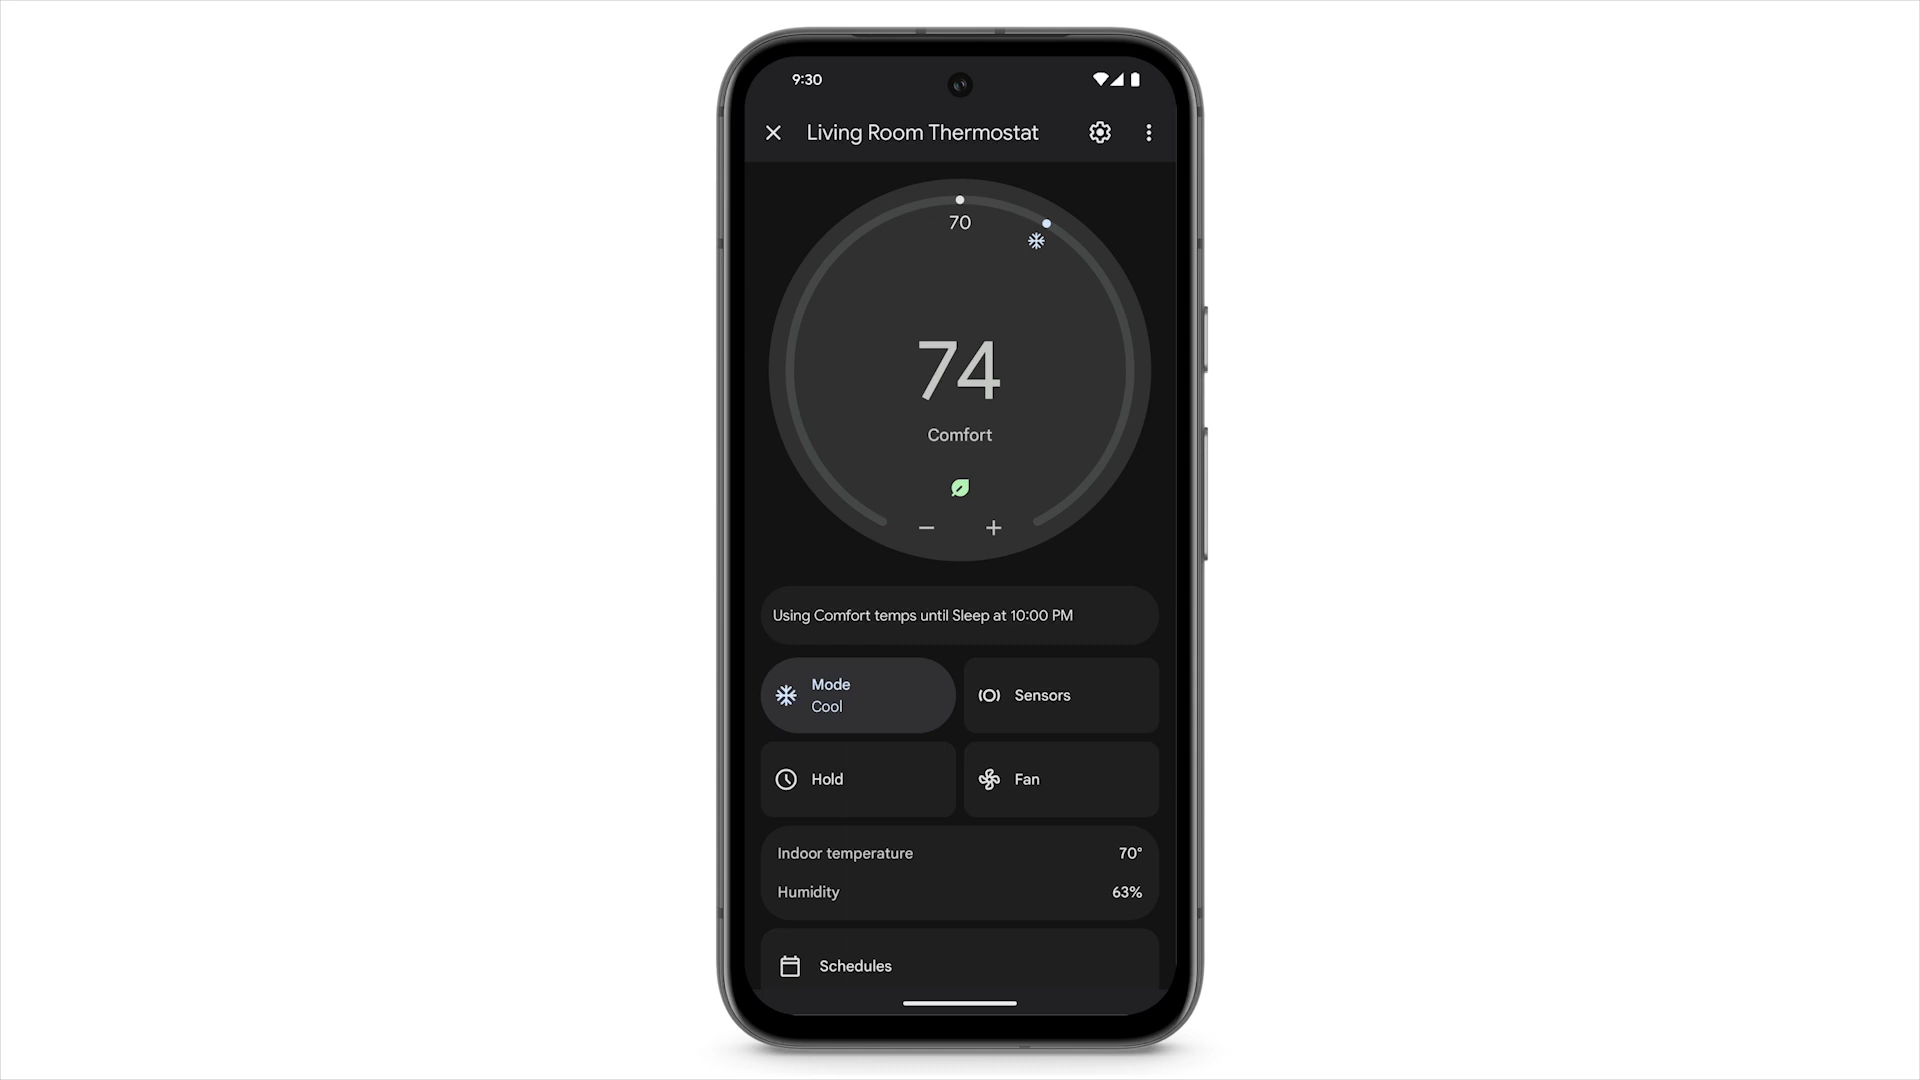 9:30
Living Room Thermostat
70
74
Comfort
Using Comfort temps until Sleep at 10:00 PM
Mode
Cool
Sensors
Hold
Fan
Indoor temperature 70°
Humidity 63%
Schedules